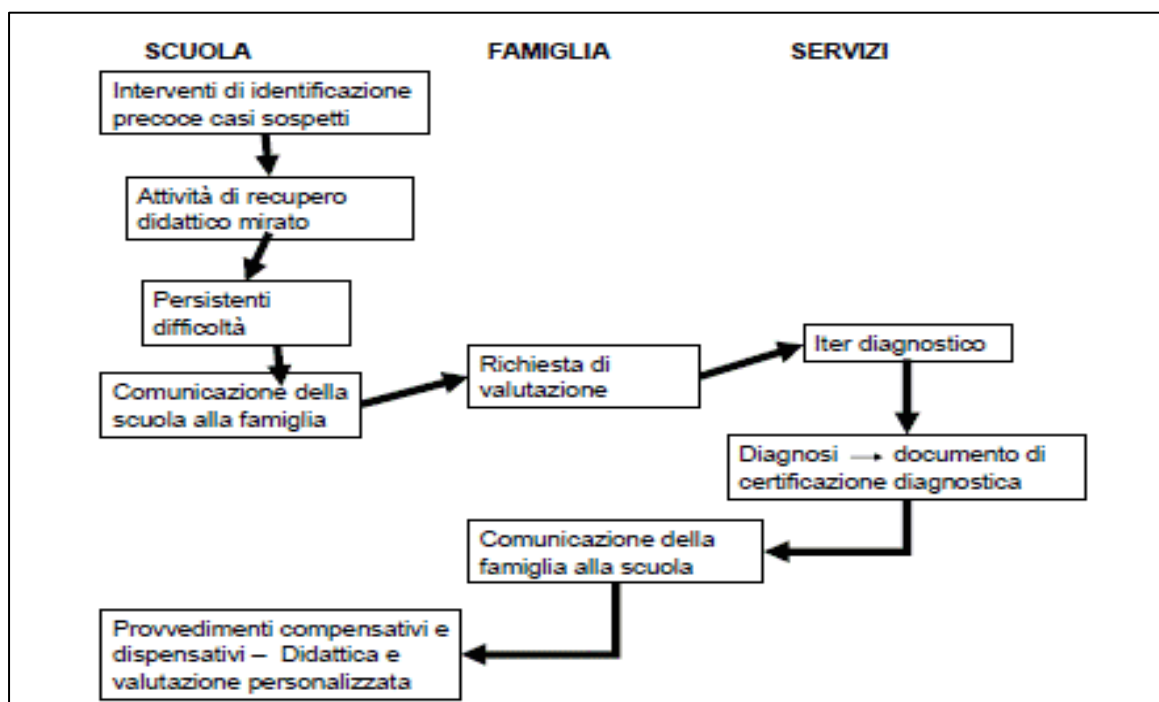 SCUOLA FAMIGLIA SERVIZI
Interventi di identificazione
precoce casi sospetti
Attività di recupero
didattico mirato
Persistenti
difficoltà
Comunicazione della
scuola alla famiglia
Richiesta di
valutazione
Iter diagnostico
Diagnosi → documento di
certificazione diagnostica
Comunicazione della
famiglia alla scuola
Provvedimenti compensativi e
dispensativi – Didattica e
valutazione personalizzata